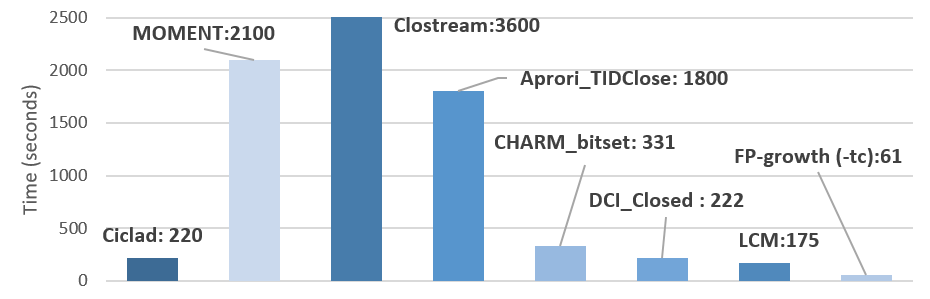 2500
2000
1500
1000
500
0
Time (seconds)
Ciclad: 220
MOMENT:2100
Clostream:3600
Aprori_TIDClose: 1800
CHARM_bitset: 331
DCI_Closed : 222
LCM:175
FP-growth (-tc):61